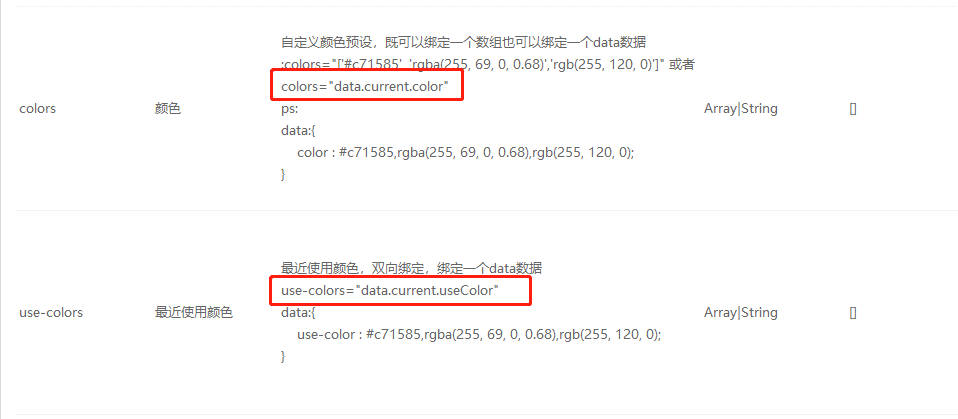 自定义颜色预设，既可以绑定一个数组也可以绑定一个data数据
:colors="['#c71585', 'rgba(255, 69, 0, 0.68)','rgb(255, 120, 0)']" 或者
colors="data.current.color"
colors 颜色 ps: Array|String []
data:{
color : #c71585,rgba(255, 69, 0, 0.68),rgb(255, 120, 0);
}
最近使用颜色，双向绑定，绑定一个data数据
use-colors="data.current.useColor"
use-colors 最近使用颜色 data:{ Array|String []
use-color : #c71585,rgba(255, 69, 0, 0.68),rgb(255, 120, 0);
}